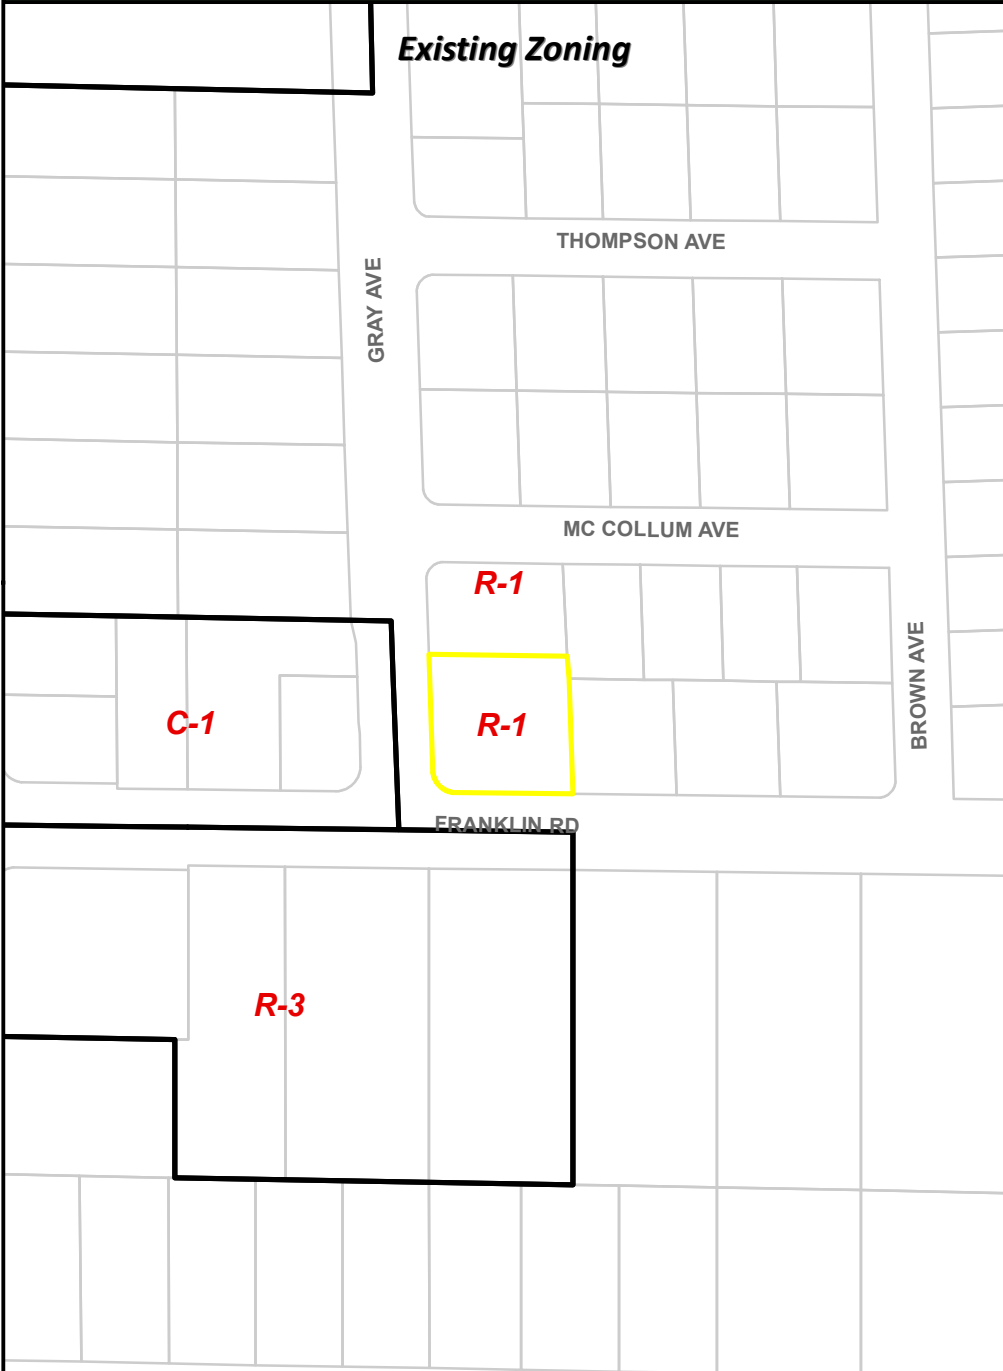 Existing Zoning
THOMPSON AVE
GRAY AVE
MC COLLUM AVE
R-1
BROWN AVE
C-1
R-1
FRANKLIN RD
R-3